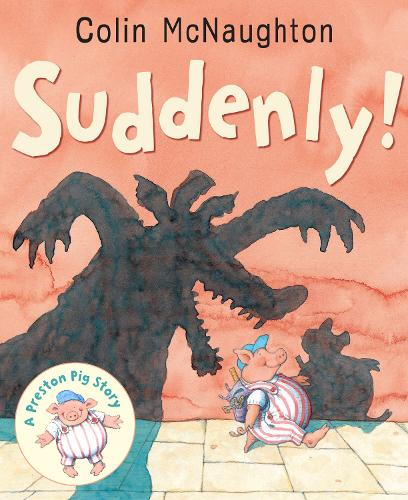 Colin McNaughton
Suddenly!
A Preston Pig Story